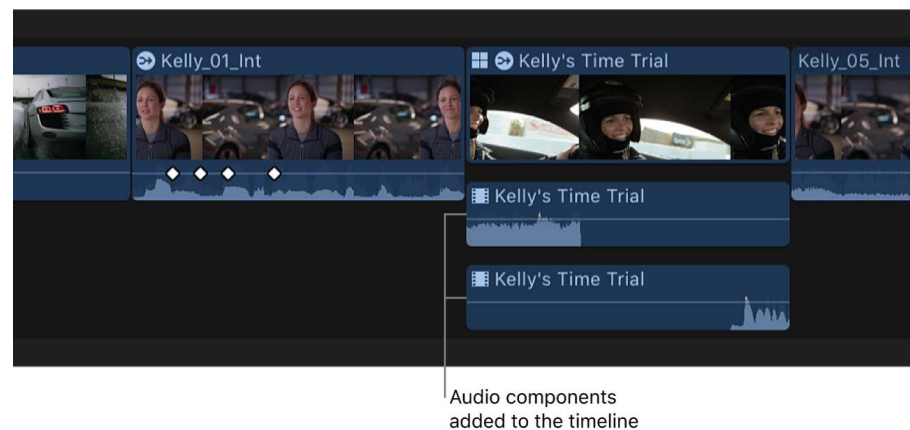 Kelly_01_Int
Kelly's Time Trial
Kelly_05_Int
Kelly's Time Trial
Kelly's Time Trial
Audio components
added to the timeline